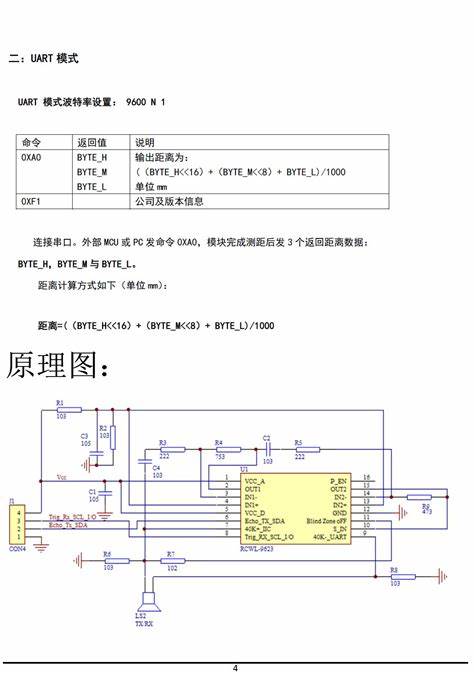 二：UART 模式
UART 模式波特率设置： 9600 N 1
命令 返回值 说明
0XA0 BYTE_H 输出距离为：
BYTE_M （(BYTE_H<<16）+（BYTE_M<<8）+ BYTE_L)/1000
BYTE_L 单位 mm
0XF1 公司及版本信息
连接串口。外部 MCU 或 PC 发命令 0XA0，模块完成测距后发 3 个返回距离数据：
BYTE_H，BYTE_M 与 BYTE_L。
距离计算方式如下（单位 mm）：
距离=(（BYTE_H<<16）+（BYTE_M<<8）+ BYTE_L)/1000
原理图：
R1
103
R2
103
C3
105
R3
222
R4
753
C2
103
R5
222
C4
103
U1
Vcc
C1
105
J1
4
3
2
1
CON4
Trig_Rx_SCL_I/O
Echo_Tx_SDA
1 VCC_A P_EN 16
2 OUT1 OUT2 15
3 IN1- IN2- 14
4 IN1+ IN2+ 13
5 VCC_D GND 12
6 Echo_TX_SDA Blind Zone oFF 11
7 40K+_IIC S_IN 10
8 Trig_RX_SCL_I/O 40K-_UART 9
RCWL-9623
R9
473
R6
103
R7
102
R8
103
LS2
TX/RX
4